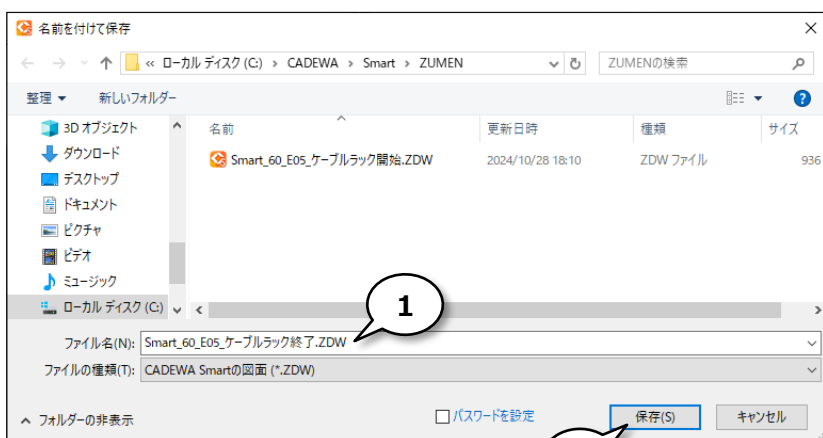 名前を付けて保存
« ローカル ディスク (C:) › CADEWA › Smart › ZUMEN
ZUMENの検索
整理 新しいフォルダー
名前 更新日時 種類 サイズ
3D オブジェクト
Smart_60_E05_ケーブルラック開始.ZDW 2024/10/28 18:10 ZDW ファイル 936
ダウンロード
デスクトップ
ドキュメント
ピクチャ
ビデオ
ミュージック
ローカル ディスク (C:)
1
ファイル名(N): Smart_60_E05_ケーブルラック終了.ZDW
ファイルの種類(T): CADEWA Smartの図面 (*.ZDW)
フォルダーの非表示
パスワードを設定
保存(S)
キャンセル